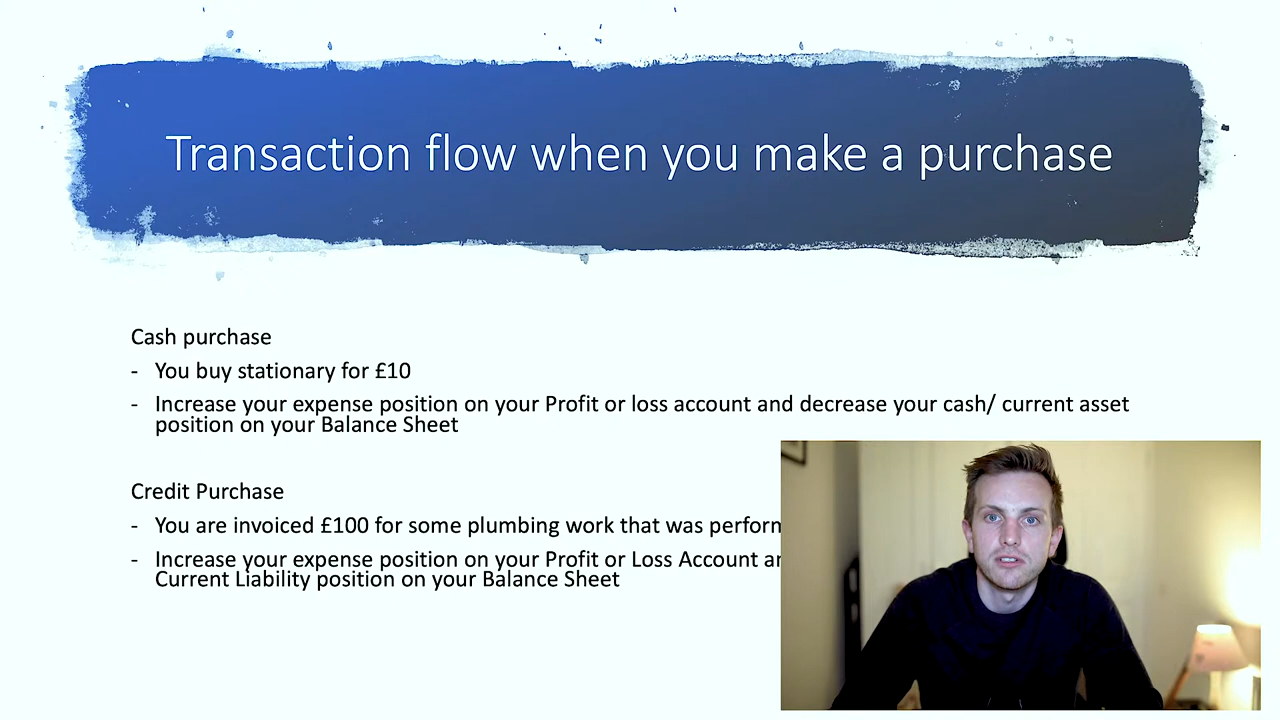 Transaction flow when you make a purchase
Cash purchase
- You buy stationary for £10
- Increase your expense position on your Profit or loss account and decrease your cash/ current asset
position on your Balance Sheet
Credit Purchase
- You are invoiced £100 for some plumbing work that was
- Increase your expense position on your Profit or Loss Account
Current Liability position on your Balance Sheet